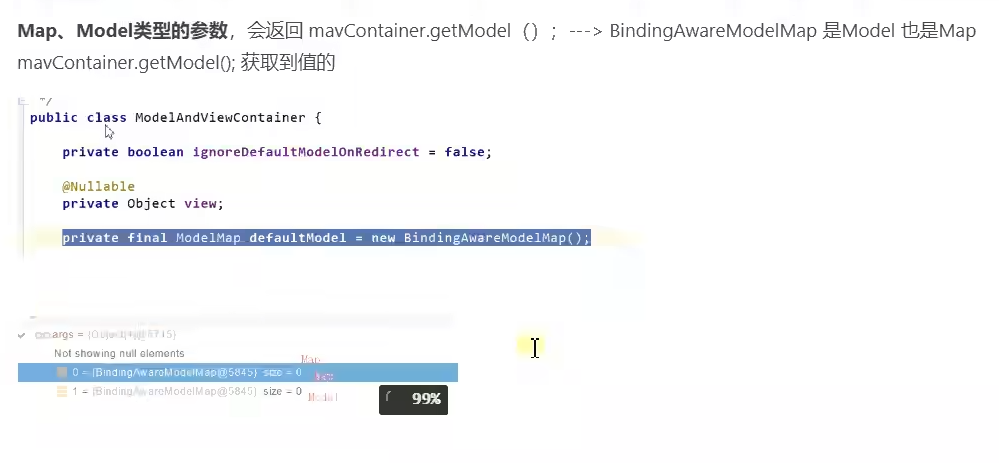 Map、Model类型的参数，会返回 mavContainer.getModel（）；---> BindingAwareModelMap 是Model 也是Map
mavContainer.getModel(); 获取到值的
*/
public class ModelAndViewContainer {
private boolean ignoreDefaultModelOnRedirect = false;
@Nullable
private Object view;
private final ModelMap defaultModel = new BindingAwareModelMap();
args = {Object[4]@5715}
Not showing null elements
0 = {BindingAwareModelMap@5845} size = 0
Map
1 = {BindingAwareModelMap@5845} size = 0
Model
99%